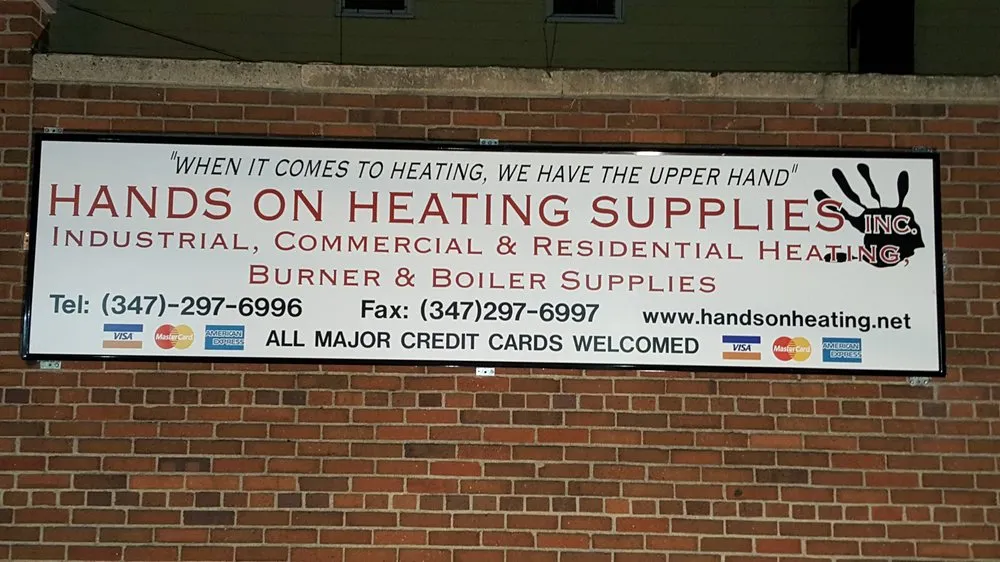 "WHEN IT COMES TO HEATING, WE HAVE THE UPPER HAND"
HANDS ON HEATING SUPPLIES INC.
INDUSTRIAL, COMMERCIAL & RESIDENTIAL HEATING,
BURNER & BOILER SUPPLIES
Tel: (347)-297-6996 Fax: (347)297-6997 www.handsonheating.net
VISA MasterCard AMERICAN EXPRESS ALL MAJOR CREDIT CARDS WELCOMED VISA MasterCard AMERICAN EXPRESS